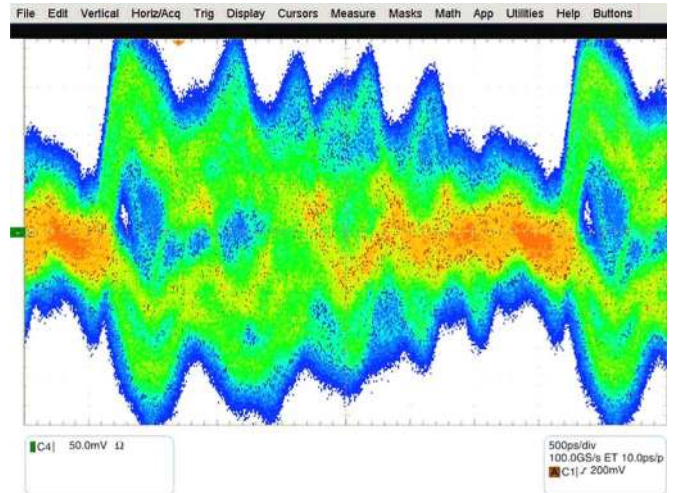 File Edit Vertical Horiz/Acq Trig Display Cursors Measure Masks Math App Utilities Help Buttons
C4 50.0mV Ω
500ps/div
100.0GS/s ET 10.0ps/p
A C1 200mV